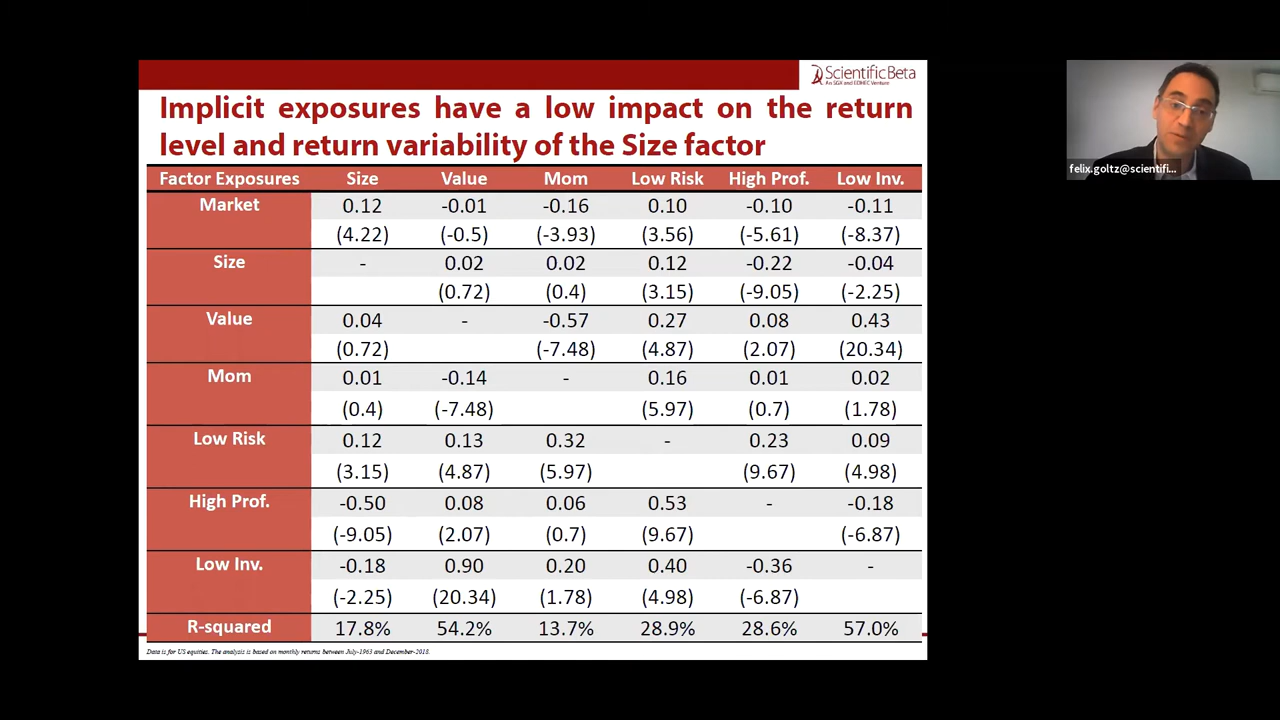 ScientificBeta
An SGX and EDHEC Venture
Implicit exposures have a low impact on the return
level and return variability of the Size factor
Factor Exposures Size Value Mom Low Risk High Prof. Low Inv.
Market 0.12 -0.01 -0.16 0.10 -0.10 -0.11
(4.22) (-0.5) (-3.93) (3.56) (-5.61) (-8.37)
Size - 0.02 0.02 0.12 -0.22 -0.04
(0.72) (0.4) (3.15) (-9.05) (-2.25)
Value 0.04 - -0.57 0.27 0.08 0.43
(0.72) (-7.48) (4.87) (2.07) (20.34)
Mom 0.01 -0.14 - 0.16 0.01 0.02
(0.4) (-7.48) (5.97) (0.7) (1.78)
Low Risk 0.12 0.13 0.32 - 0.23 0.09
(3.15) (4.87) (5.97) (9.67) (4.98)
High Prof. -0.50 0.08 0.06 0.53 - -0.18
(-9.05) (2.07) (0.7) (9.67) (-6.87)
Low Inv. -0.18 0.90 0.20 0.40 -0.36 -
(-2.25) (20.34) (1.78) (4.98) (-6.87)
R-squared 17.8% 54.2% 13.7% 28.9% 28.6% 57.0%
Data is for US equities. The analysis is based on monthly returns between July-1963 and December-2018.
felix.goltz@scientifi...